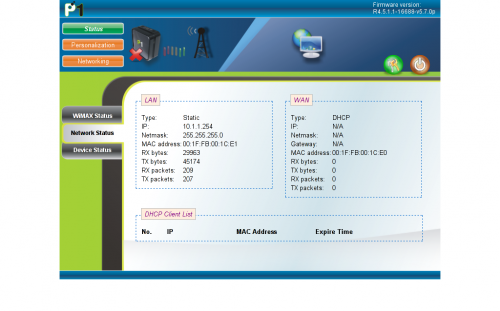 P1
Firmware version:
R4.5.1.1-16688-v5.7.0p
Status
Personalization
Networking
WiMAX Status
Network Status
Device Status
LAN
Type: Static
IP: 10.1.1.254
Netmask: 255.255.255.0
MAC address: 00:1F:FB:00:1C:E1
RX bytes: 29963
TX bytes: 45174
RX packets: 209
TX packets: 207
WAN
Type: DHCP
IP: N/A
Netmask: N/A
Gateway: N/A
MAC address: 00:1F:FB:00:1C:E0
RX bytes: 0
TX bytes: 0
RX packets: 0
TX packets: 0
DHCP Client List
No. IP MAC Address Expire Time